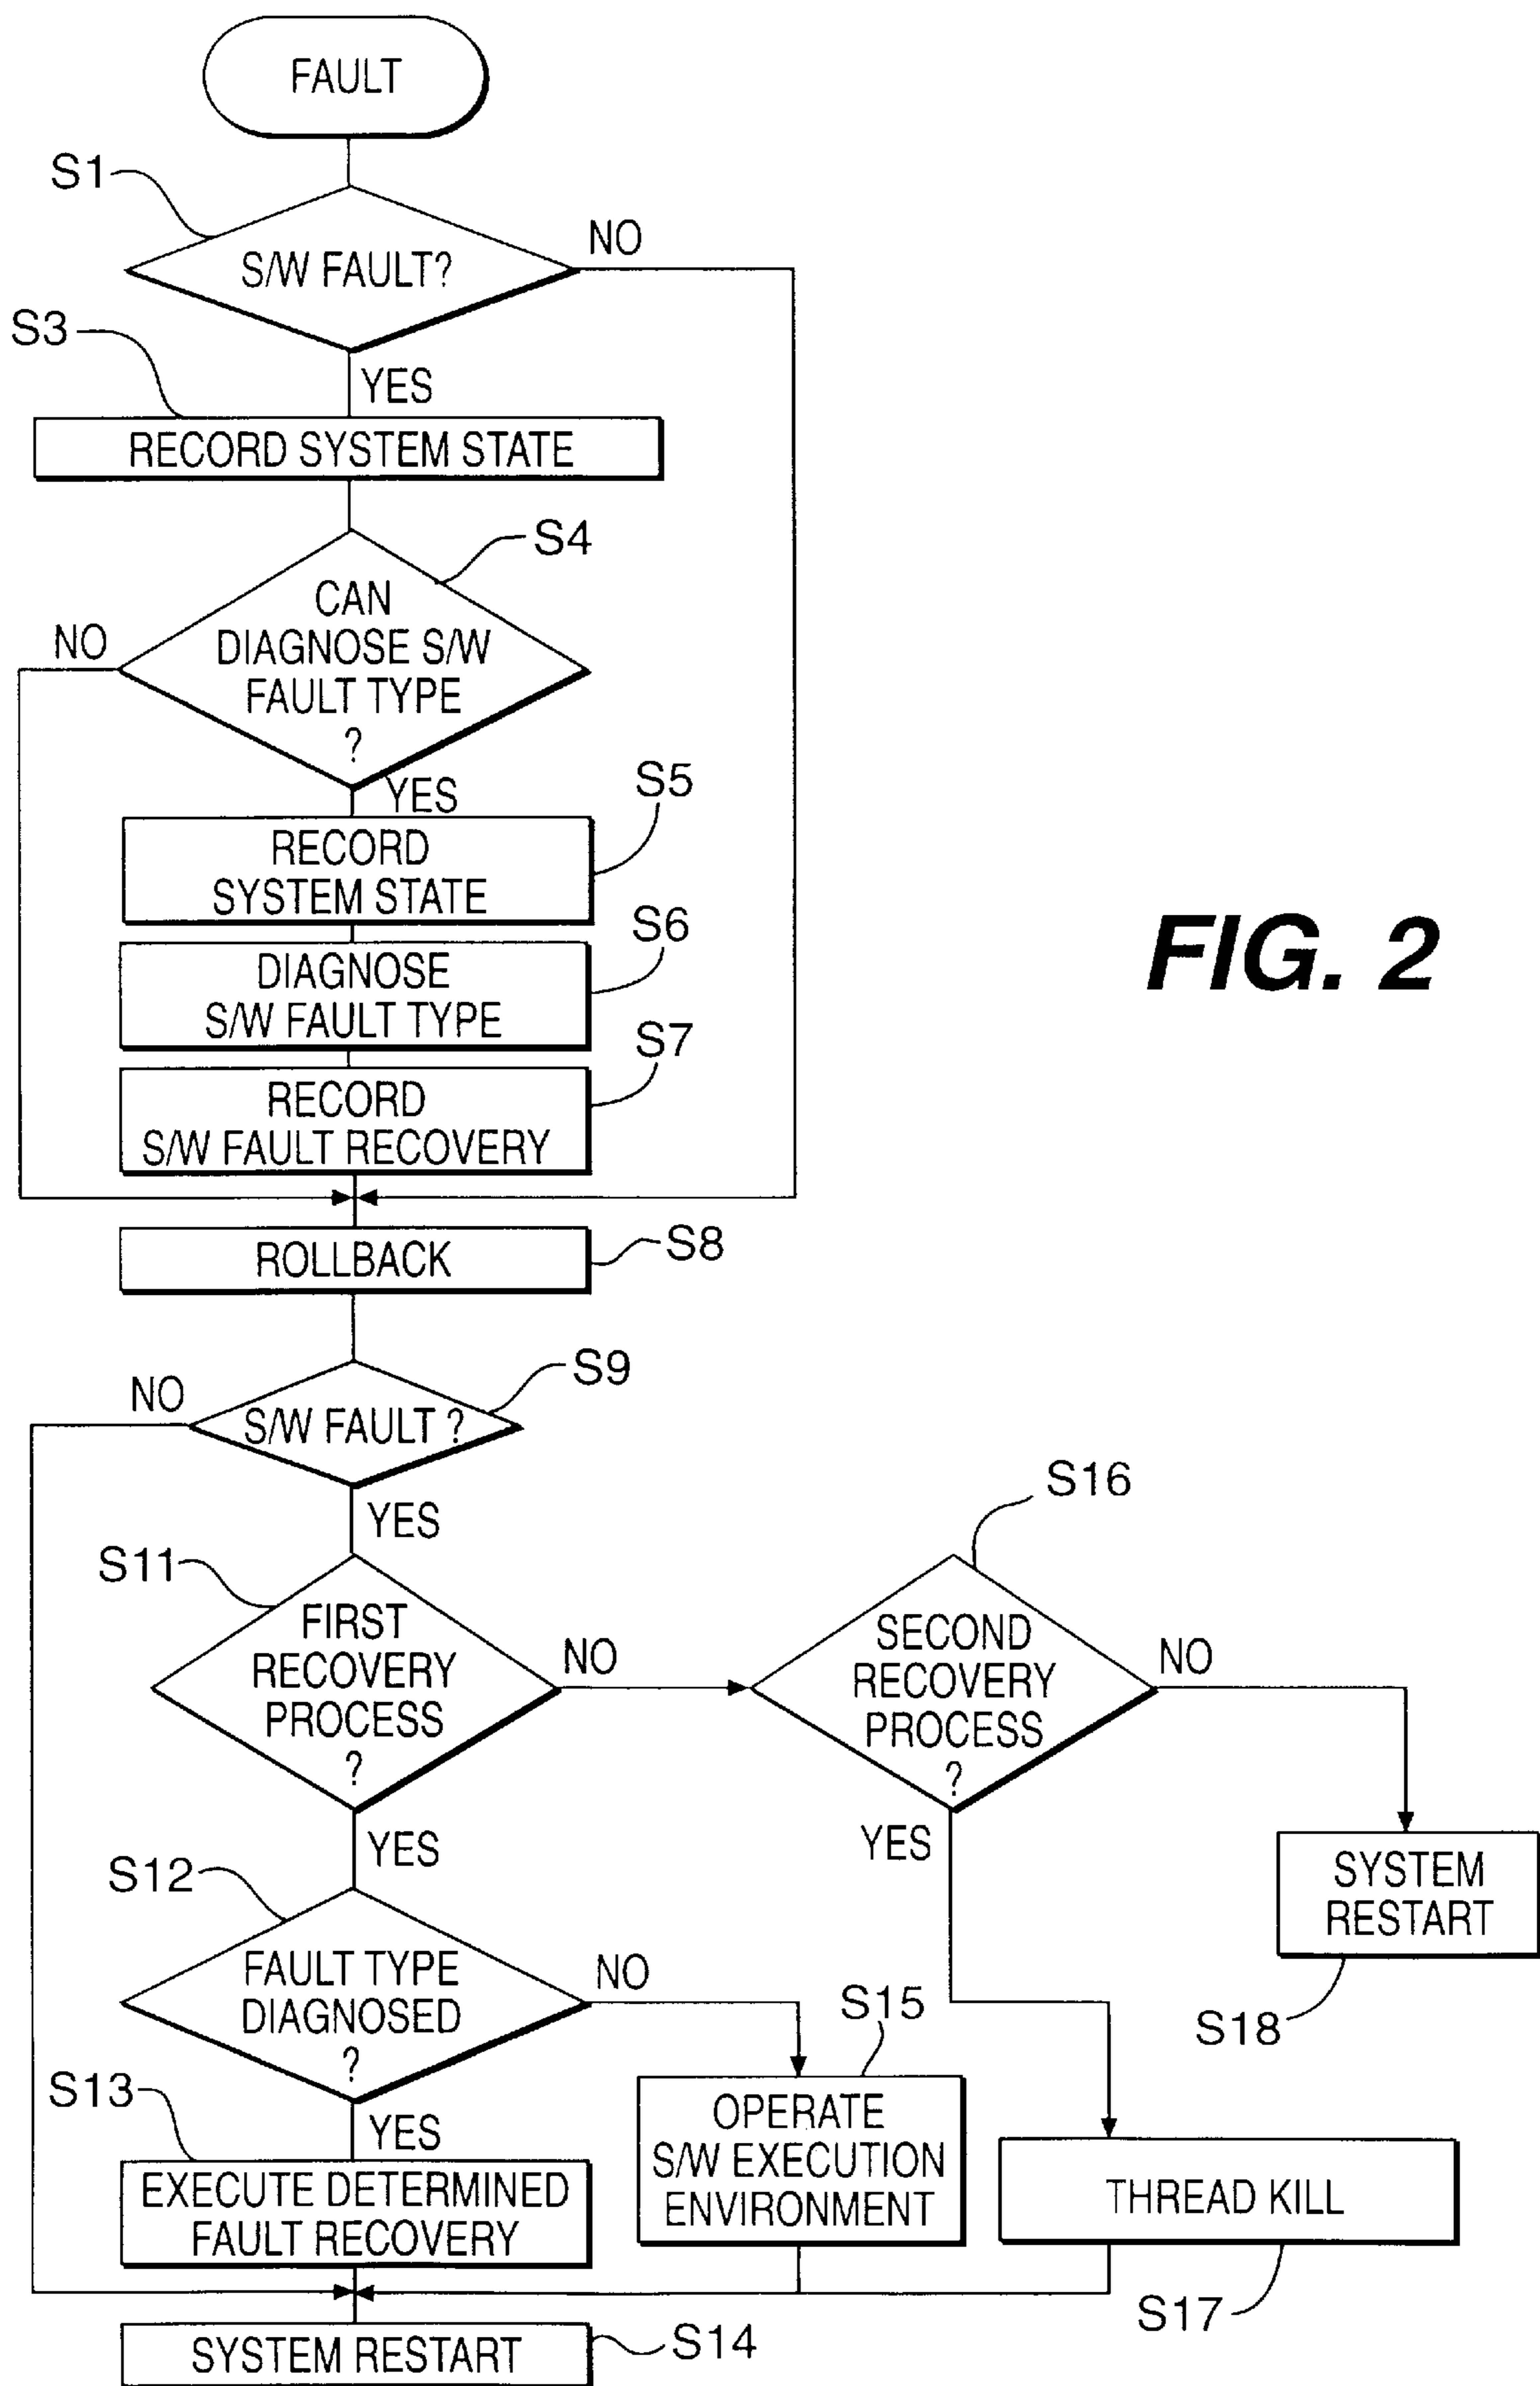 FAULT
S1
S/W FAULT?
NO
YES
S3
RECORD SYSTEM STATE
S4
CAN
DIAGNOSE S/W
FAULT TYPE
?
NO
YES
S5
RECORD
SYSTEM STATE
S6
DIAGNOSE
S/W FAULT TYPE
S7
RECORD
S/W FAULT RECOVERY
FIG. 2
ROLLBACK
S8
S9
NO
S/W FAULT ?
YES
S11
FIRST
RECOVERY
PROCESS
?
NO
S16
SECOND
RECOVERY
PROCESS
?
NO
YES
YES
SYSTEM
RESTART
S18
S12
FAULT TYPE
DIAGNOSED
?
NO
S15
OPERATE
S/W EXECUTION
ENVIRONMENT
THREAD KILL
S17
S13
YES
EXECUTE DETERMINED
FAULT RECOVERY
SYSTEM RESTART
S14